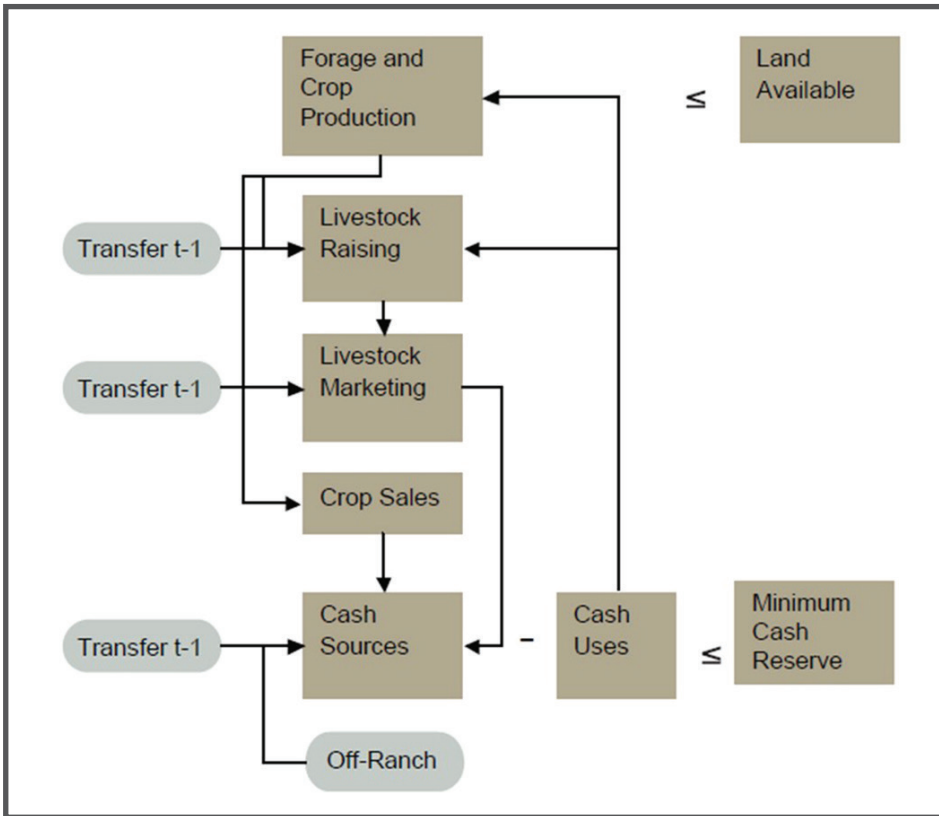 Forage and
Crop
Production
≤
Land
Available
Transfer t-1
Livestock
Raising
Transfer t-1
Livestock
Marketing
Crop Sales
Transfer t-1
Cash
Sources
-
Cash
Uses
≤
Minimum
Cash
Reserve
Off-Ranch